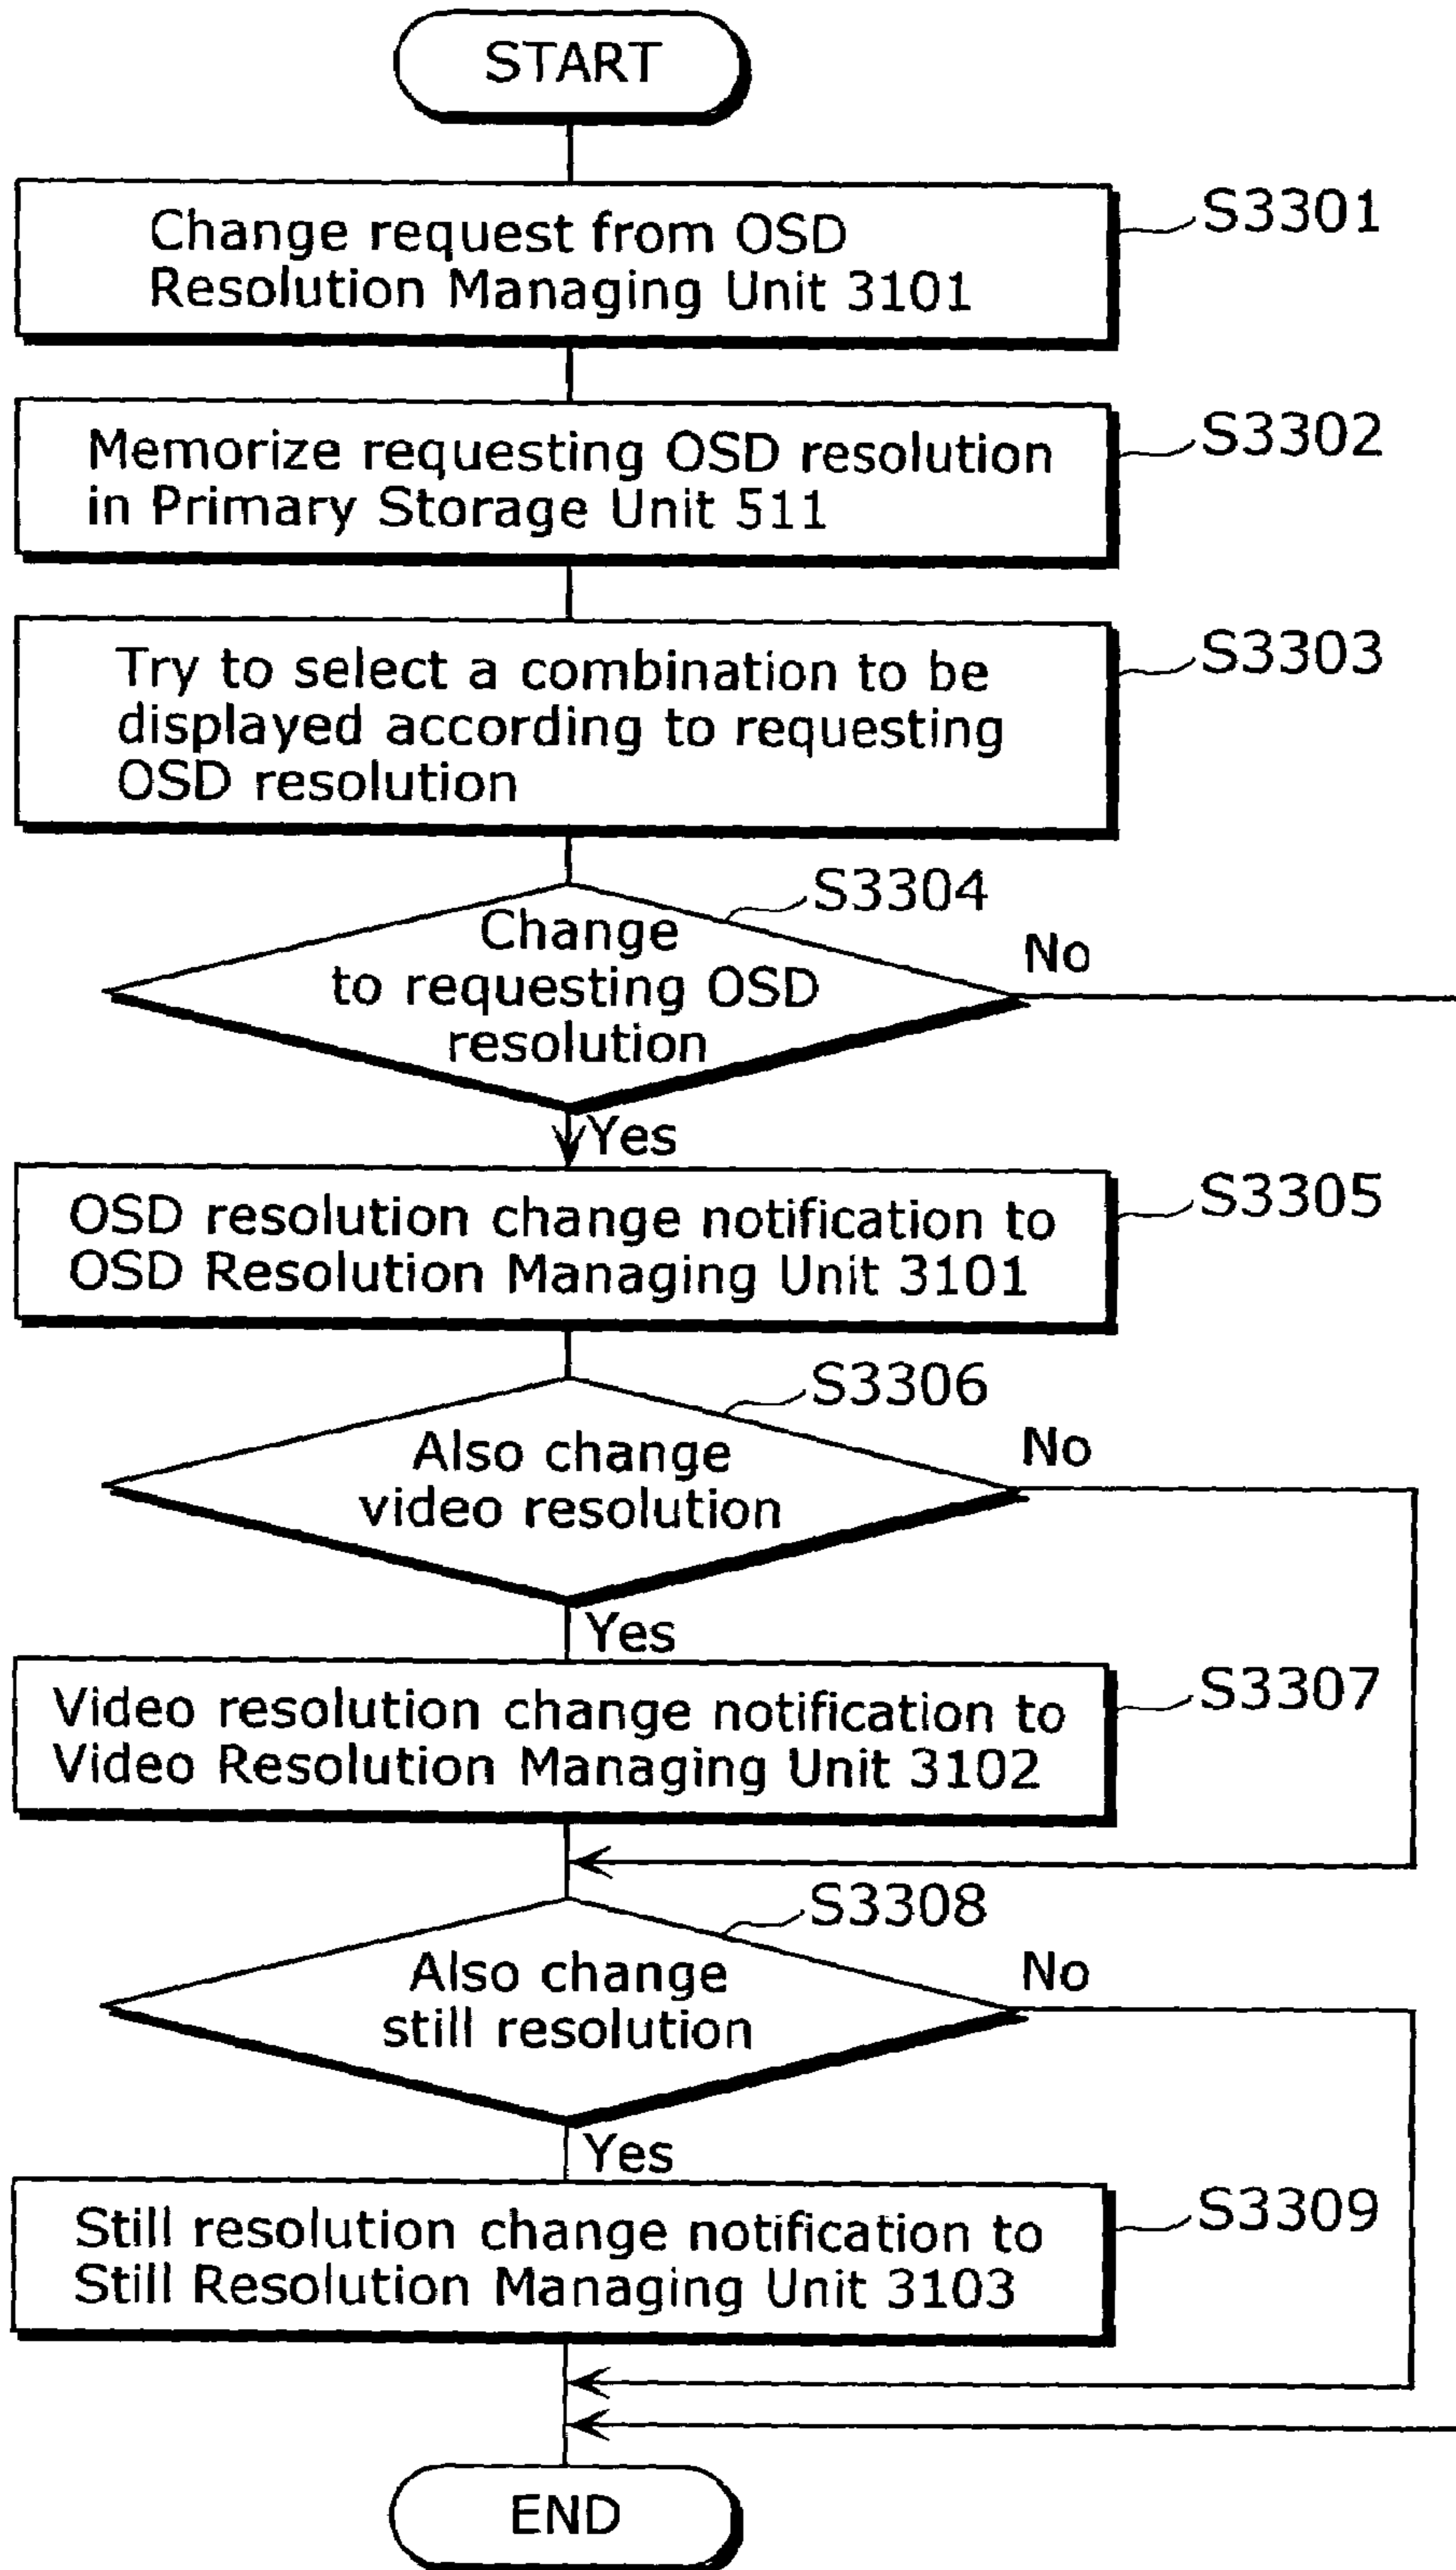 START
Change request from OSD
Resolution Managing Unit 3101
S3301
Memorize requesting OSD resolution
in Primary Storage Unit 511
S3302
Try to select a combination to be
displayed according to requesting
OSD resolution
S3303
S3304
Change
to requesting OSD
resolution
No
Yes
OSD resolution change notification to
OSD Resolution Managing Unit 3101
S3305
S3306
Also change
video resolution
No
Yes
Video resolution change notification to
Video Resolution Managing Unit 3102
S3307
S3308
Also change
still resolution
No
Yes
Still resolution change notification to
Still Resolution Managing Unit 3103
S3309
END